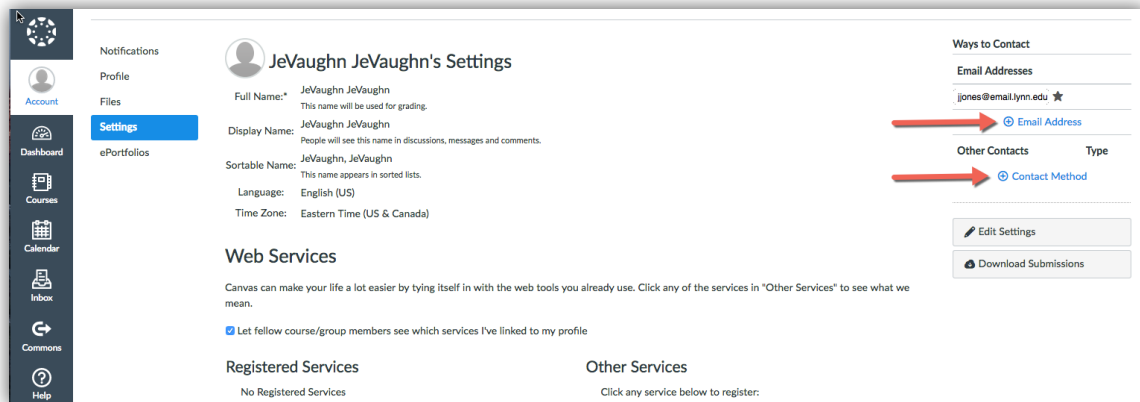 Account
Dashboard
Courses
Calendar
Inbox
Commons
Help
Notifications
Profile
Files
Settings
ePortfolios
JeVaughn JeVaughn's Settings
Full Name:* JeVaughn JeVaughn
This name will be used for grading.
Display Name: JeVaughn JeVaughn
People will see this name in discussions, messages and comments.
Sortable Name: JeVaughn, JeVaughn
This name appears in sorted lists.
Language: English (US)
Time Zone: Eastern Time (US & Canada)
Web Services
Canvas can make your life a lot easier by tying itself in with the web tools you already use. Click any of the services in "Other Services" to see what we
mean.
Let fellow course/group members see which services I've linked to my profile
Registered Services
No Registered Services
Other Services
Click any service below to register:
Ways to Contact
Email Addresses
jjones@email.lynn.edu
Email Address
Other Contacts Type
Contact Method
Edit Settings
Download Submissions